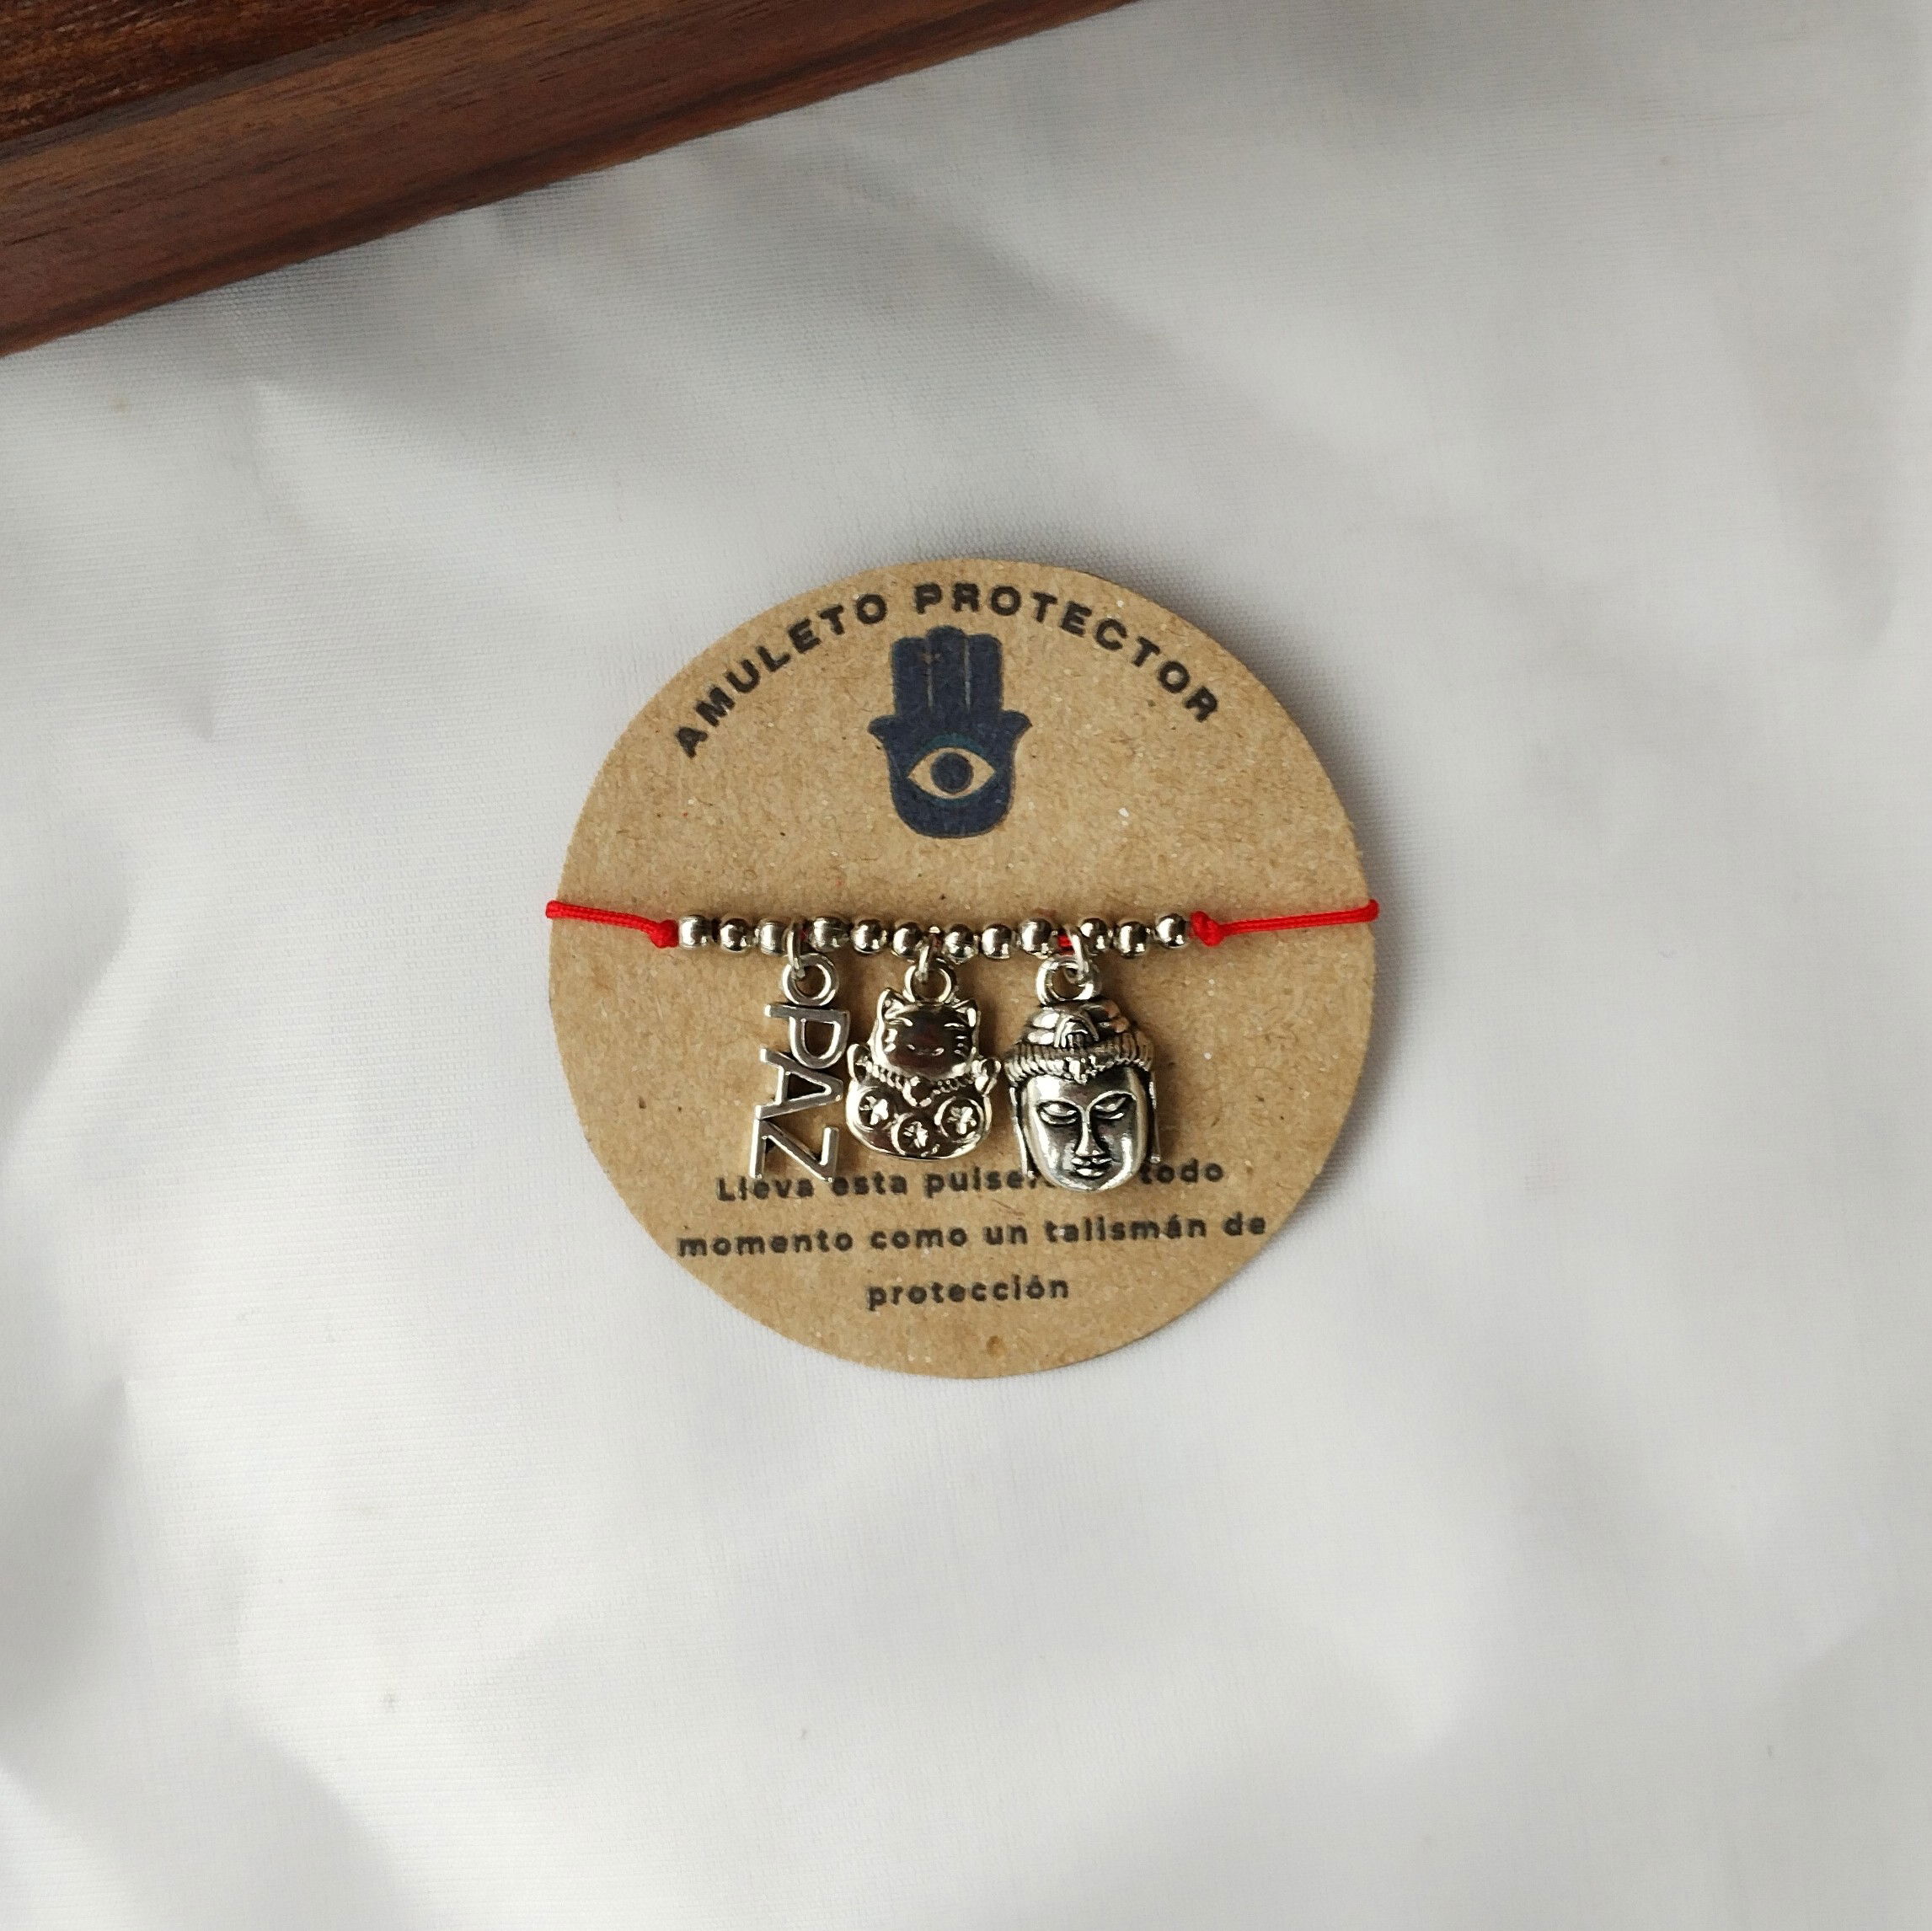 AMULETO PROTECTOR
PAZ
Lleva esta todo
momento como un talismán de
protección